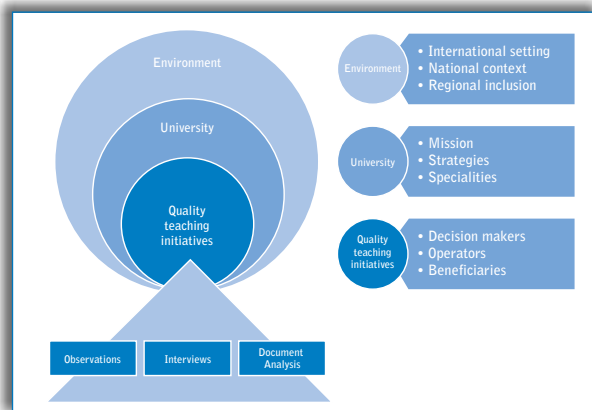 Environment
University
Quality
teaching
initiatives
Observations
Interviews
Document
Analysis
Environment
• International setting
• National context
• Regional inclusion
University
• Mission
• Strategies
• Specialities
Quality
teaching
initiatives
• Decision makers
• Operators
• Beneficiaries